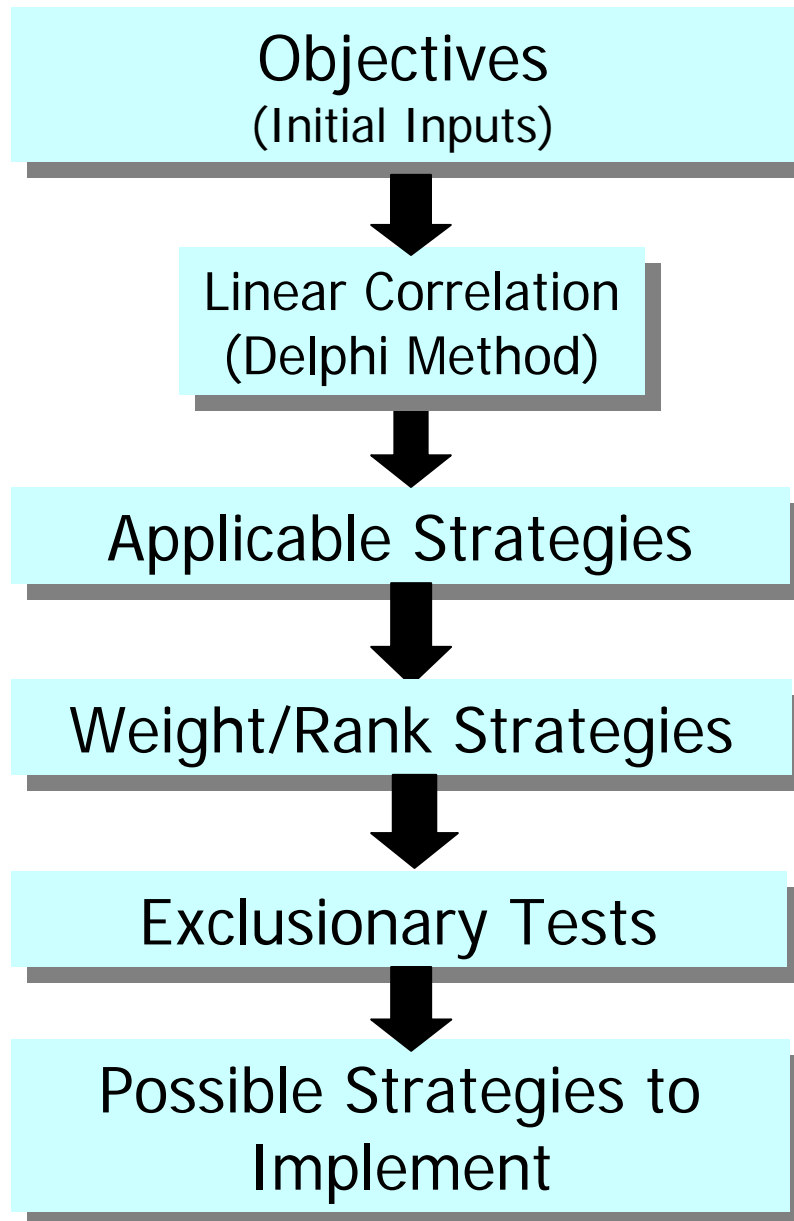 Objectives
(Initial Inputs)
Linear Correlation
(Delphi Method)
Applicable Strategies
Weight/Rank Strategies
Exclusionary Tests
Possible Strategies to
Implement